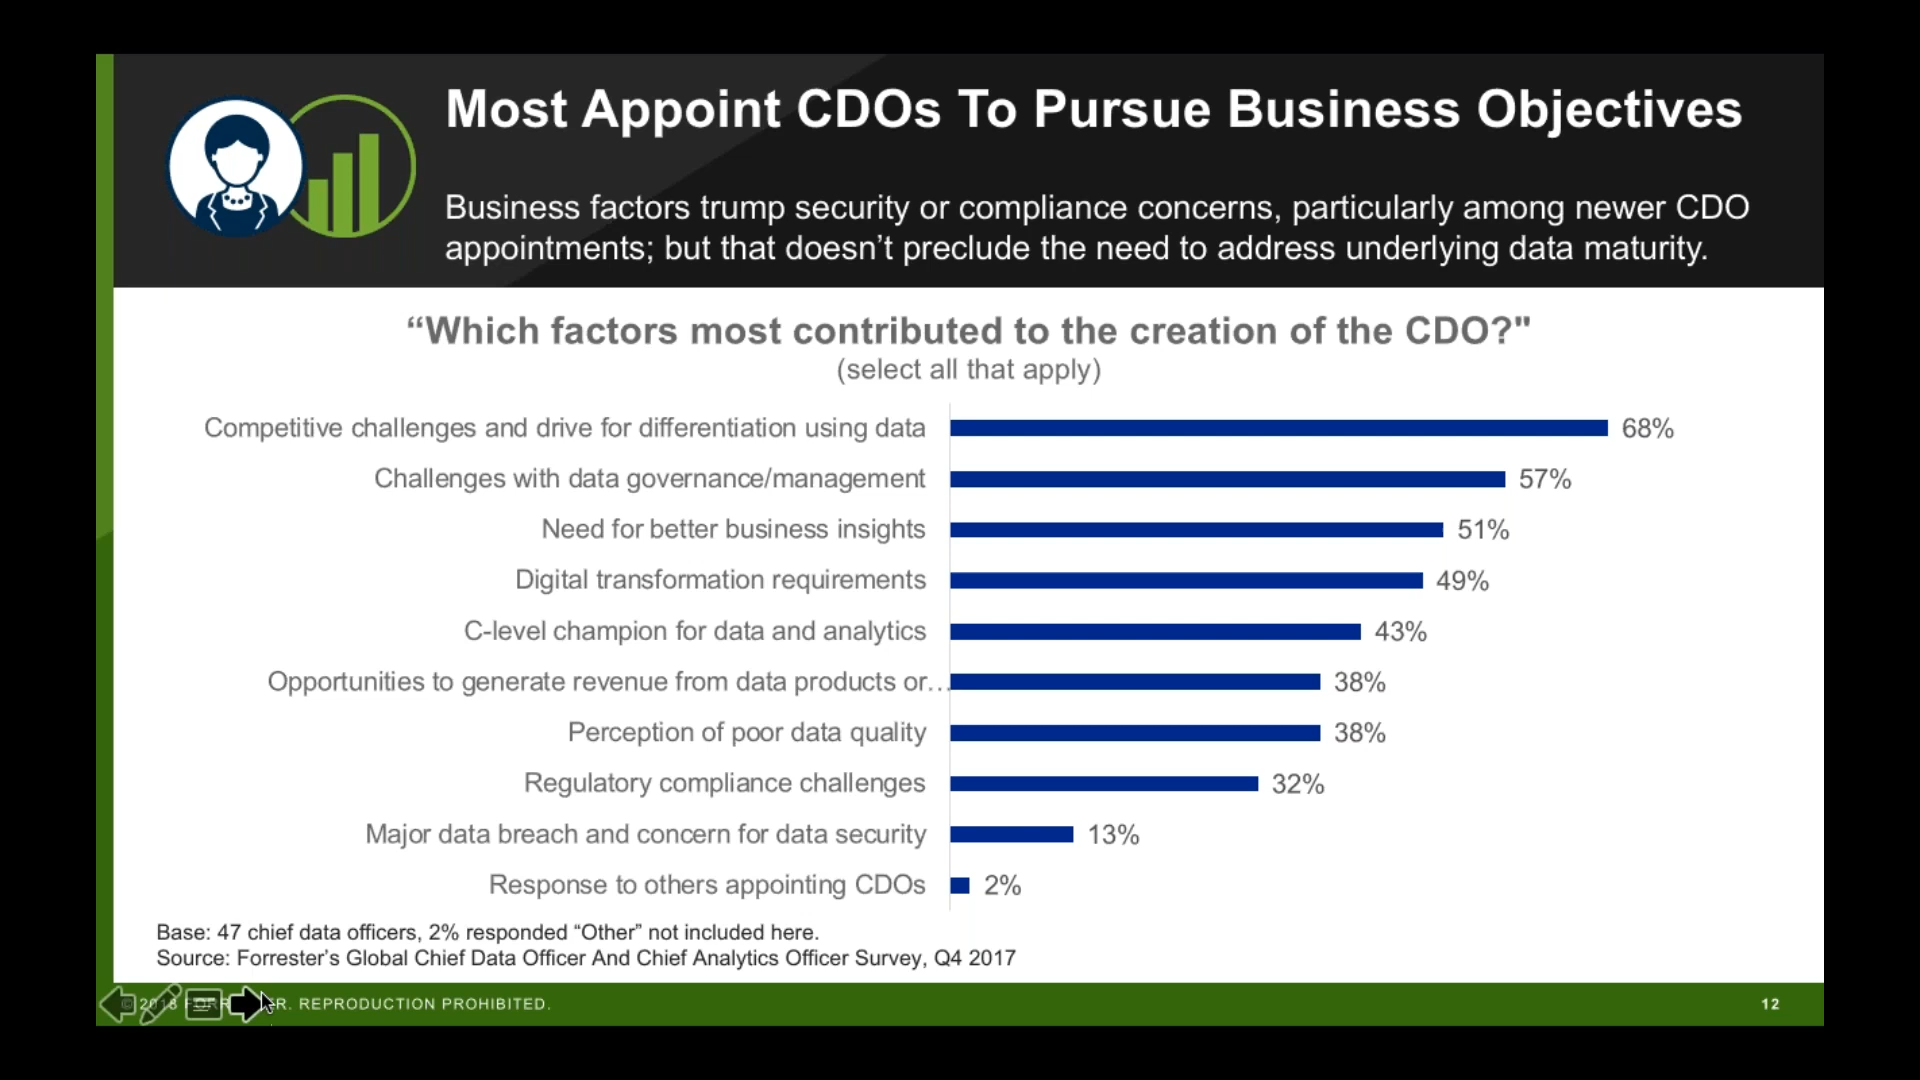 Most Appoint CDOs To Pursue Business Objectives
Business factors trump security or compliance concerns, particularly among newer CDO
appointments; but that doesn’t preclude the need to address underlying data maturity.
“Which factors most contributed to the creation of the CDO?"
(select all that apply)
Competitive challenges and drive for differentiation using data 68%
Challenges with data governance/management 57%
Need for better business insights 51%
Digital transformation requirements 49%
C-level champion for data and analytics 43%
Opportunities to generate revenue from data products or… 38%
Perception of poor data quality 38%
Regulatory compliance challenges 32%
Major data breach and concern for data security 13%
Response to others appointing CDOs 2%
Base: 47 chief data officers, 2% responded “Other” not included here.
Source: Forrester’s Global Chief Data Officer And Chief Analytics Officer Survey, Q4 2017
© 2018 REPRODUCTION PROHIBITED.
12